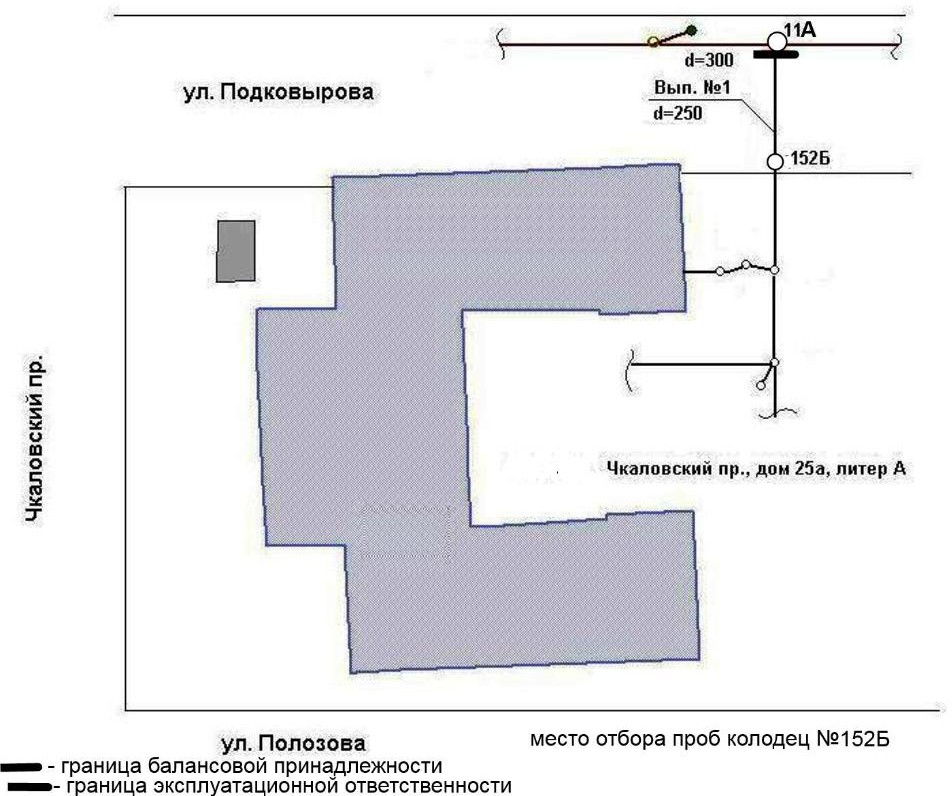 11А
d=300
ул. Подковырова
Вып. №1
d=250
152Б
Чкаловский пр.
Чкаловский пр., дом 25а, литер А
ул. Полозова
место отбора проб колодец №152Б
- граница балансовой принадлежности
- граница эксплуатационной ответственности